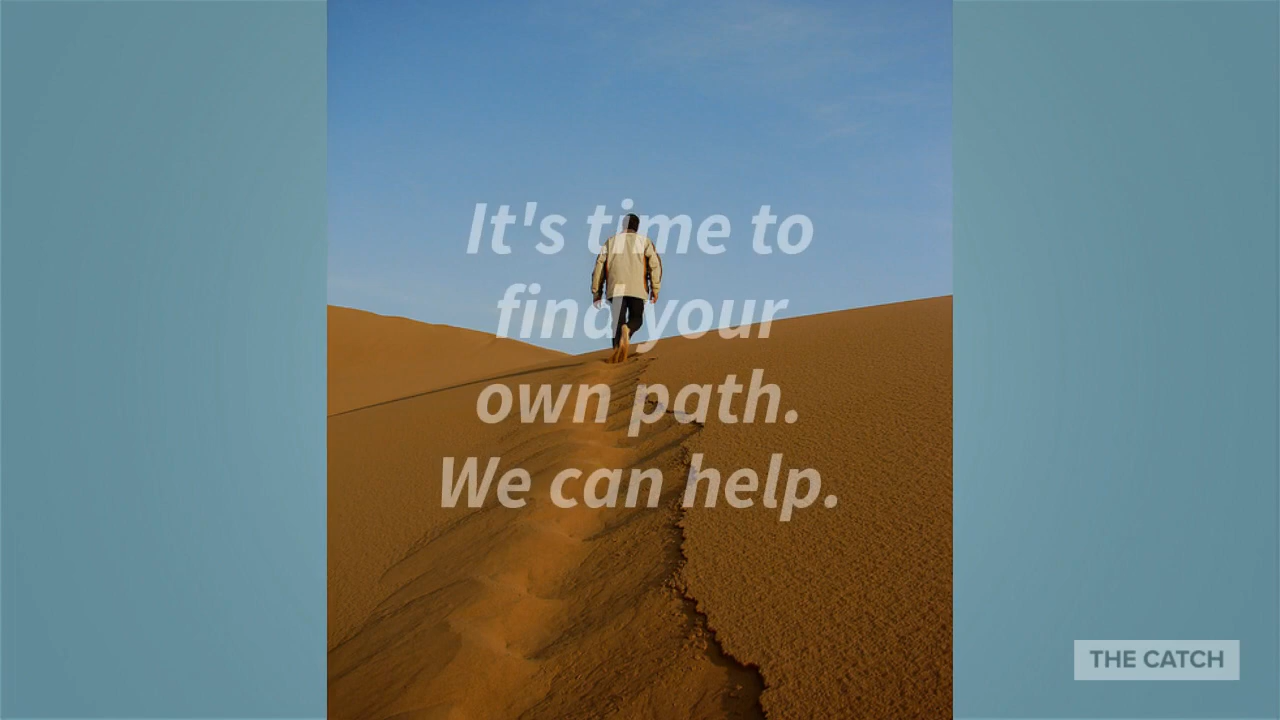 It's time to
find your
own path.
We can help.
THE CATCH